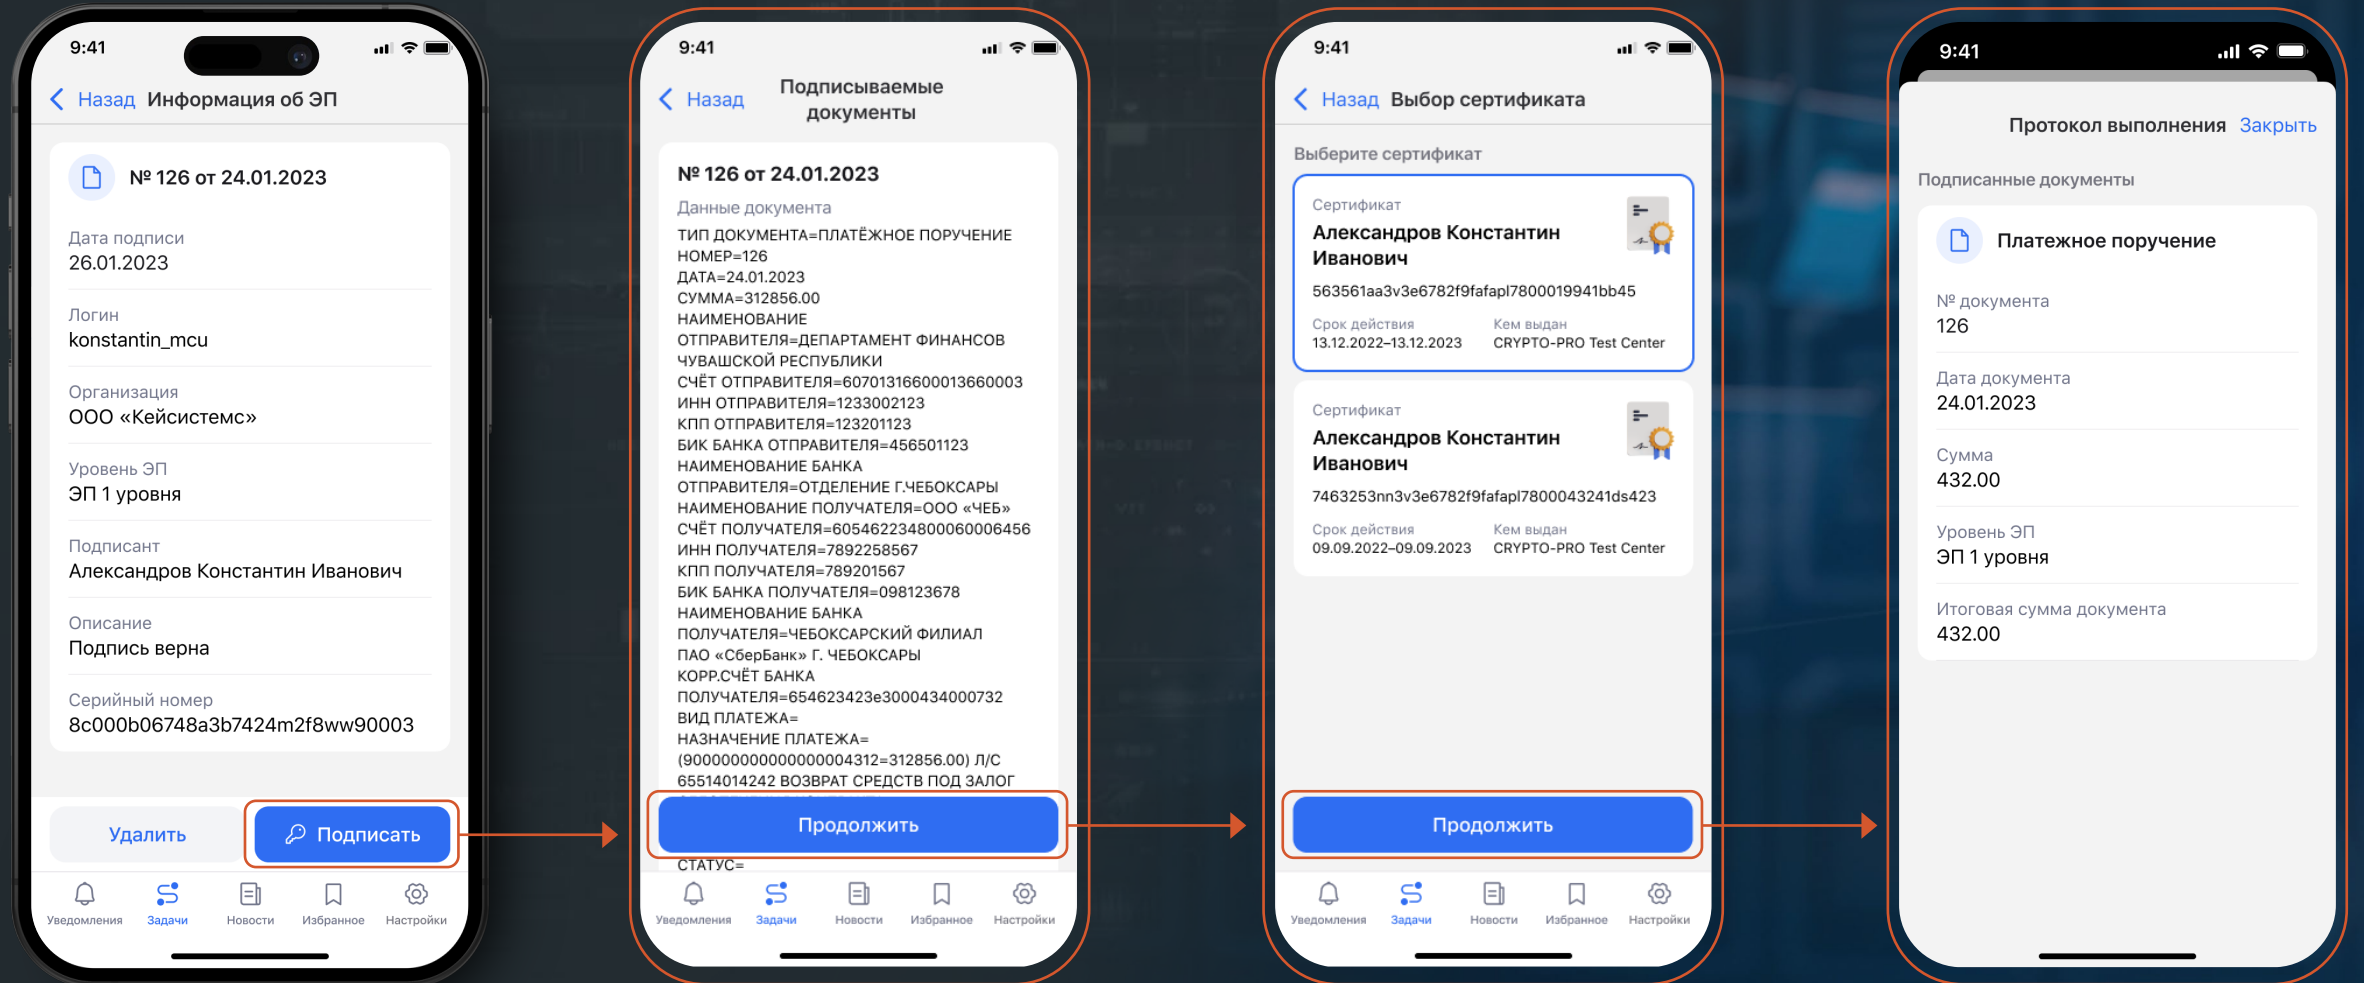 9:41
Назад Информация об ЭП
№ 126 от 24.01.2023
Дата подписи
26.01.2023
Логин
konstantin_mcu
Организация
ООО «Кейсистемс»
Уровень ЭП
ЭП 1 уровня
Подписант
Александров Константин Иванович
Описание
Подпись верна
Серийный номер
8c000b06748a3b7424m2f8ww90003
Удалить
Подписать
Уведомления Задачи Новости Избранное Настройки
9:41
Назад
Подписываемые
документы
№ 126 от 24.01.2023
Данные документа
ТИП ДОКУМЕНТА=ПЛАТЁЖНОЕ ПОРУЧЕНИЕ
НОМЕР=126
ДАТА=24.01.2023
СУММА=312856.00
НАИМЕНОВАНИЕ
ОТПРАВИТЕЛЯ=ДЕПАРТАМЕНТ ФИНАНСОВ
ЧУВАШСКОЙ РЕСПУБЛИКИ
СЧЁТ ОТПРАВИТЕЛЯ=60701316600013660003
ИНН ОТПРАВИТЕЛЯ=1233002123
КПП ОТПРАВИТЕЛЯ=123201123
БИК БАНКА ОТПРАВИТЕЛЯ=456501123
НАИМЕНОВАНИЕ БАНКА
ОТПРАВИТЕЛЯ=ОТДЕЛЕНИЕ Г.ЧЕБОКСАРЫ
НАИМЕНОВАНИЕ ПОЛУЧАТЕЛЯ=ООО «ЧЕБ»
СЧЁТ ПОЛУЧАТЕЛЯ=605462234800060006456
ИНН ПОЛУЧАТЕЛЯ=7892258567
КПП ПОЛУЧАТЕЛЯ=789201567
БИК БАНКА ПОЛУЧАТЕЛЯ=098123678
НАИМЕНОВАНИЕ БАНКА
ПОЛУЧАТЕЛЯ=ЧЕБОКСАРСКИЙ ФИЛИАЛ
ПАО «СберБанк» Г. ЧЕБОКСАРЫ
КОРР.СЧЁТ БАНКА
ПОЛУЧАТЕЛЯ=654623423e3000434000732
ВИД ПЛАТЕЖА=
НАЗНАЧЕНИЕ ПЛАТЕЖА=
(900000000000000004312=312856.00) Л/С
65514014242 ВОЗВРАТ СРЕДСТВ ПОД ЗАЛОГ
Продолжить
СТАТУС=
Уведомления Задачи Новости Избранное Настройки
9:41
Назад Выбор сертификата
Выберите сертификат
Сертификат
Александров Константин
Иванович
563561aa3v3e6782f9fafapl7800019941bb45
Срок действия Кем выдан
13.12.2022–13.12.2023 CRYPTO-PRO Test Center
Сертификат
Александров Константин
Иванович
7463253nn3v3e6782f9fafapl7800043241ds423
Срок действия Кем выдан
09.09.2022–09.09.2023 CRYPTO-PRO Test Center
Продолжить
Уведомления Задачи Новости Избранное Настройки
9:41
Протокол выполнения Закрыть
Подписанные документы
Платежное поручение
№ документа
126
Дата документа
24.01.2023
Сумма
432.00
Уровень ЭП
ЭП 1 уровня
Итоговая сумма документа
432.00